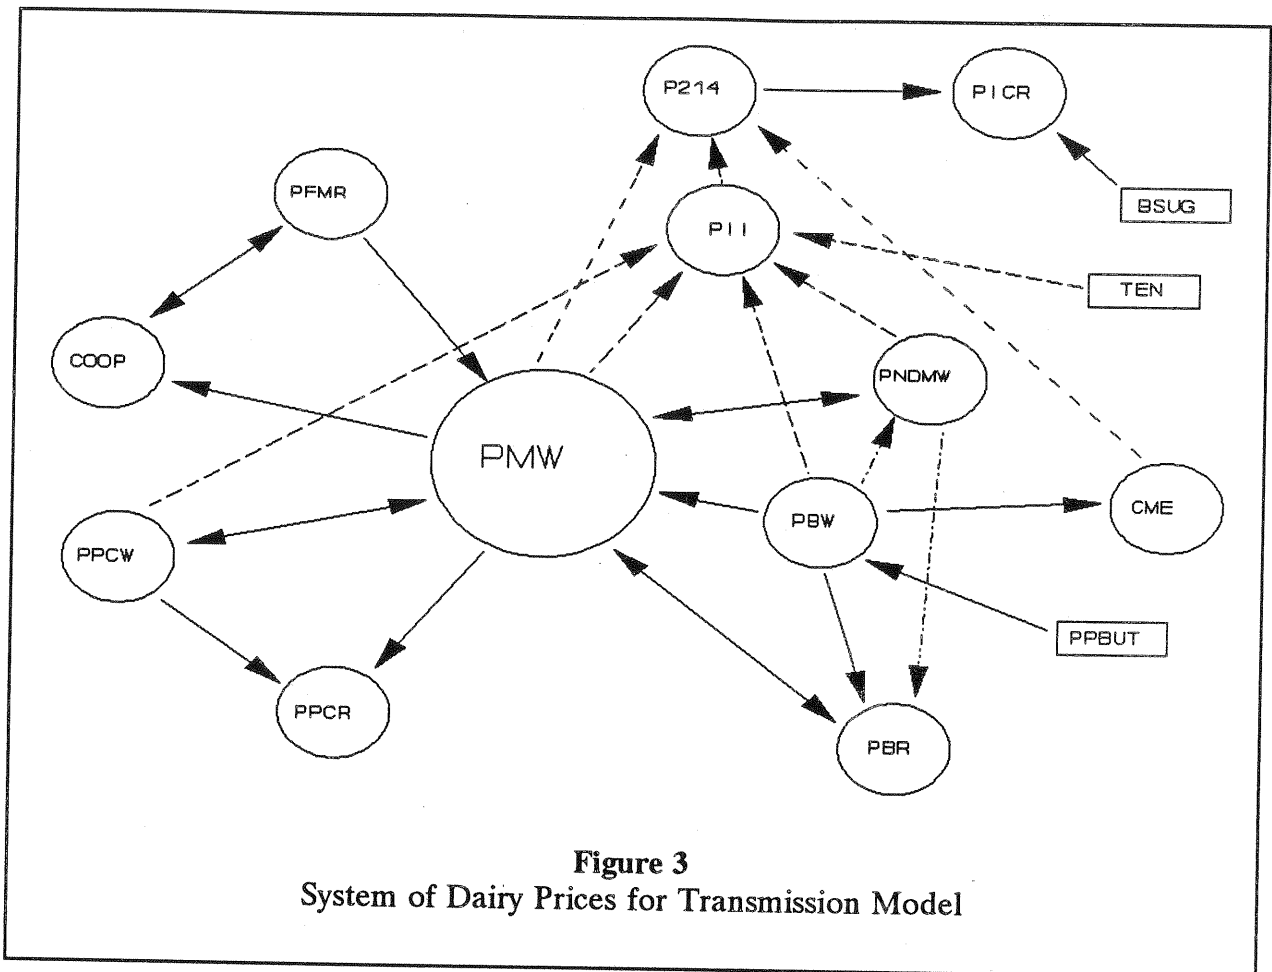 P214
PICR
PFMR
BSUG
PII
TEN
COOP
PNDMW
PMW
CME
PBW
PPCW
PPBUT
PPCR
PBR
Figure 3
System of Dairy Prices for Transmission Model